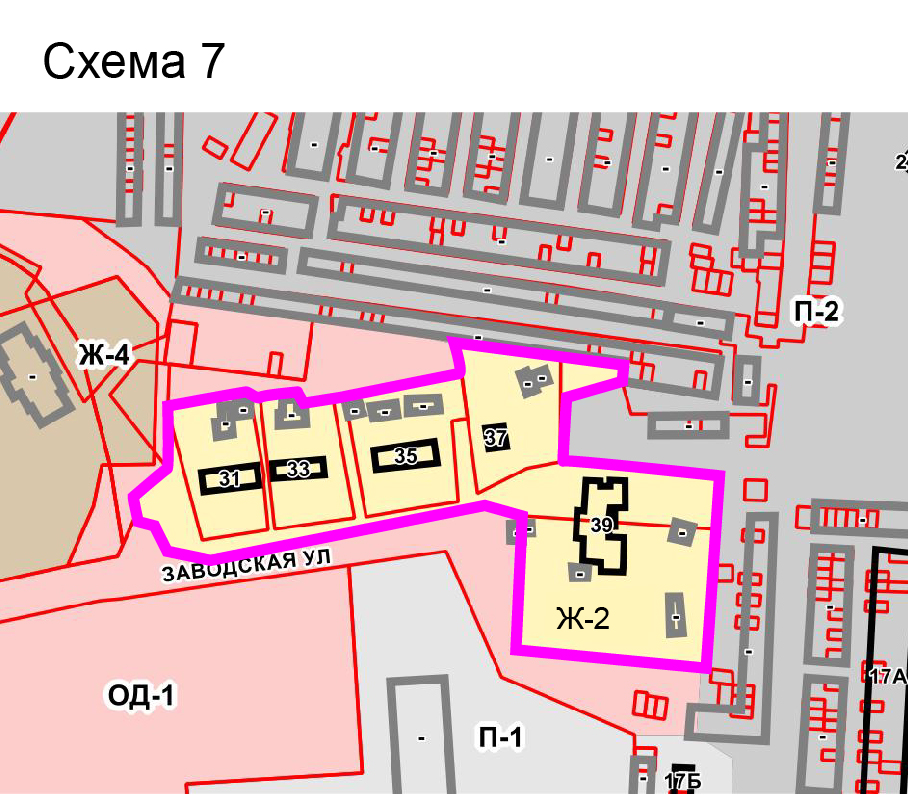 Схема 7
П-2
Ж-4
37
35
33
31
39
ЗАВОДСКАЯ УЛ
Ж-2
17А
ОД-1
П-1
17Б